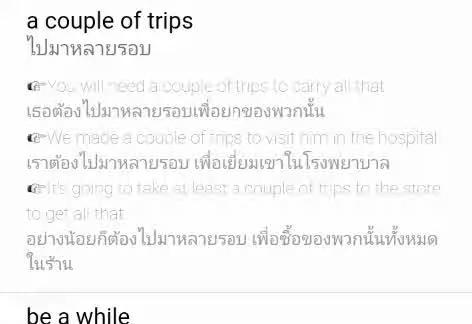 a couple of trips
ไปมาหลายรอบ
☞You will need a couple of trips to carry all that
เธอต้องไปมาหลายรอบเพื่อยกของพวกนั้น
☞We made a couple of trips to visit him in the hospital
เราต้องไปมาหลายรอบ เพื่อเยี่ยมเขาในโรงพยาบาล
☞It's going to take at least a couple of trips to the store
to get all that
อย่างน้อยก็ต้องไปมาหลายรอบ เพื่อซื้อของพวกนั้นทั้งหมด
ในร้าน
be a while